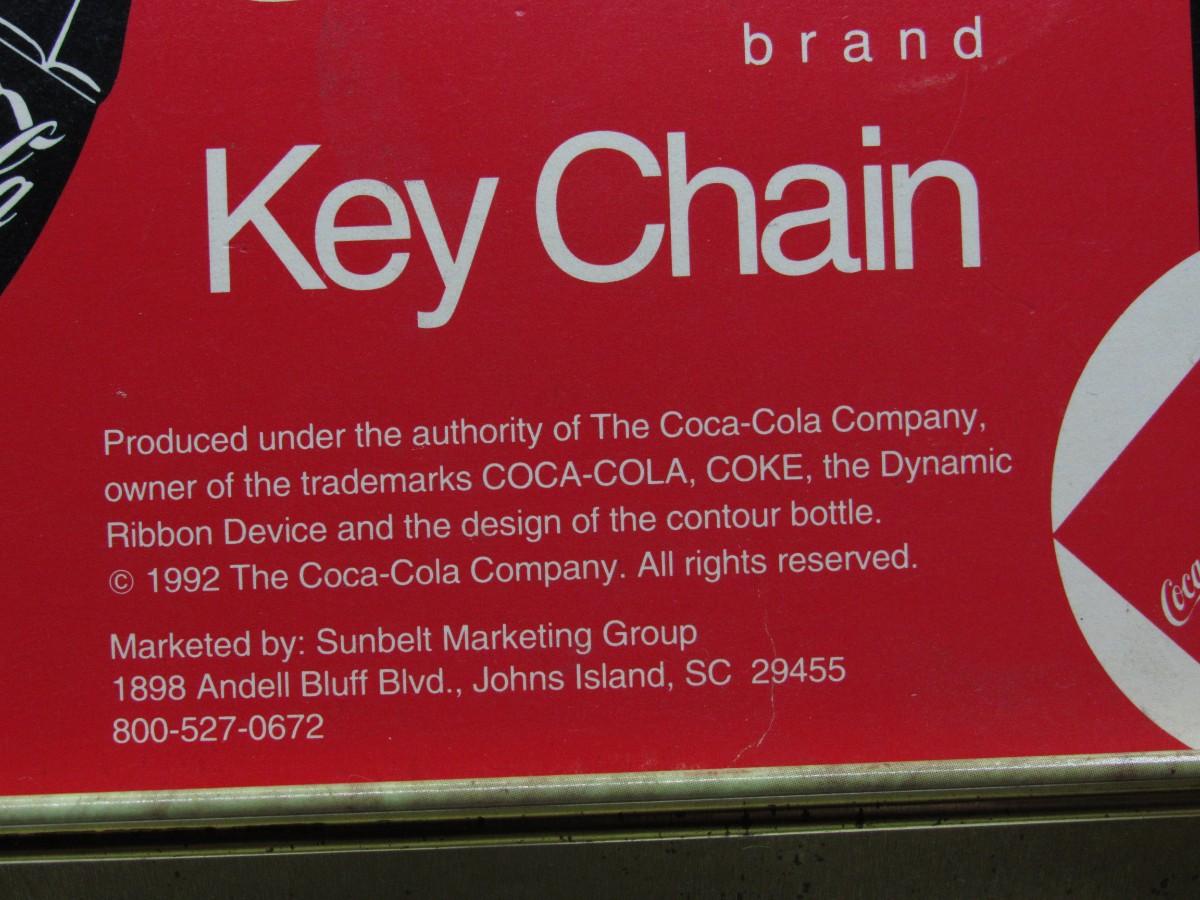 brand
Key Chain
Produced under the authority of The Coca-Cola Company,
owner of the trademarks COCA-COLA, COKE, the Dynamic
Ribbon Device and the design of the contour bottle.
© 1992 The Coca-Cola Company. All rights reserved.
Marketed by: Sunbelt Marketing Group
1898 Andell Bluff Blvd., Johns Island, SC 29455
800-527-0672
Coca